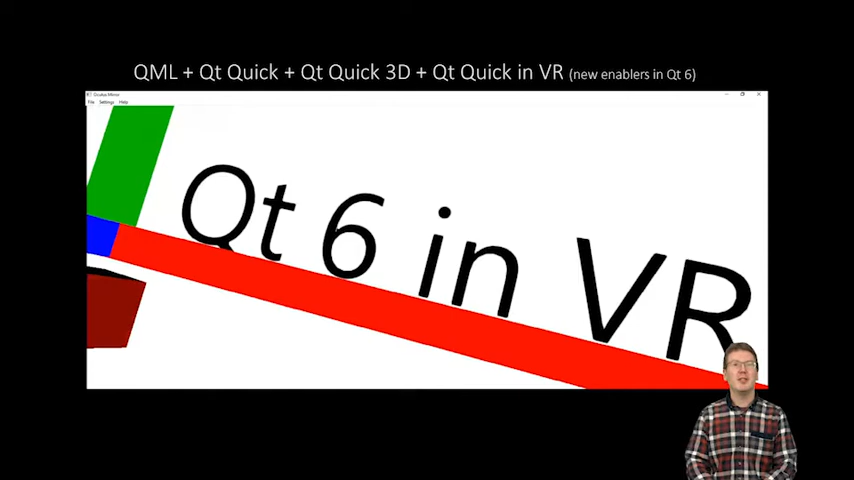 QML + Qt Quick + Qt Quick 3D + Qt Quick in VR (new enablers in Qt 6)
Oculus Mirror
File Settings Help
Qt 6 in VR